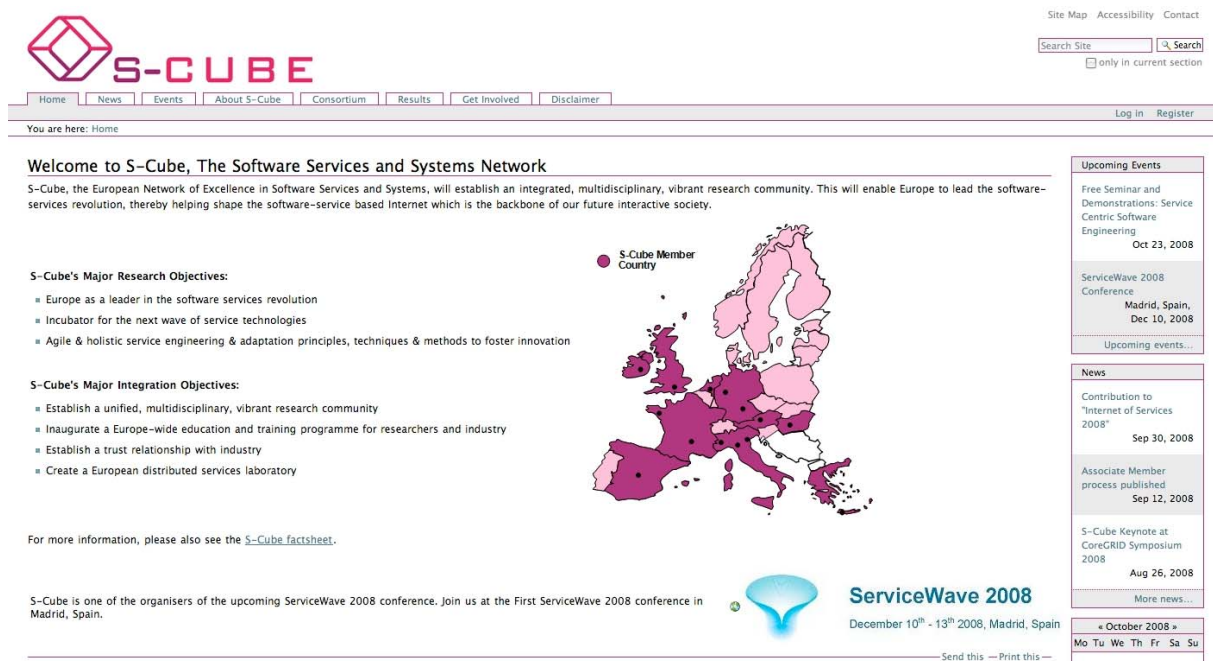 Site Map Accessibility Contact
S-CUBE
Search Site Search
only in current section
Home News Events About S-Cube Consortium Results Get Involved Disclaimer
Log in Register
You are here: Home
Welcome to S-Cube, The Software Services and Systems Network
S-Cube, the European Network of Excellence in Software Services and Systems, will establish an integrated, multidisciplinary, vibrant research community. This will enable Europe to lead the software-
services revolution, thereby helping shape the software-service based Internet which is the backbone of our future interactive society.
S-Cube Member
Country
S-Cube's Major Research Objectives:
Europe as a leader in the software services revolution
Incubator for the next wave of service technologies
Agile & holistic service engineering & adaptation principles, techniques & methods to foster innovation
S-Cube's Major Integration Objectives:
Establish a unified, multidisciplinary, vibrant research community
Inaugurate a Europe-wide education and training programme for researchers and industry
Establish a trust relationship with industry
Create a European distributed services laboratory
For more information, please also see the S-Cube factsheet.
S-Cube is one of the organisers of the upcoming ServiceWave 2008 conference. Join us at the First ServiceWave 2008 conference in
Madrid, Spain.
ServiceWave 2008
December 10th - 13th 2008, Madrid, Spain
Send this — Print this —
Upcoming Events
Free Seminar and
Demonstrations: Service
Centric Software
Engineering
Oct 23, 2008
ServiceWave 2008
Conference
Madrid, Spain,
Dec 10, 2008
Upcoming events...
News
Contribution to
"Internet of Services
2008"
Sep 30, 2008
Associate Member
process published
Sep 12, 2008
S-Cube Keynote at
CoreGRID Symposium
2008
Aug 26, 2008
More news...
« October 2008 »
Mo Tu We Th Fr Sa Su